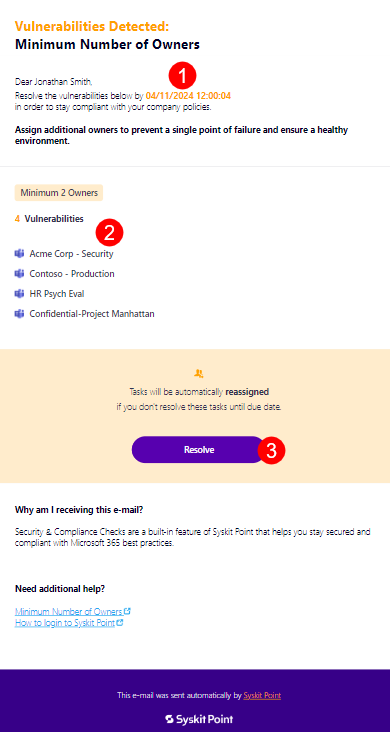 Vulnerabilities Detected:
Minimum Number of Owners
Dear Jonathan Smith,
1
Resolve the vulnerabilities below by 04/11/2024 12:00:04
in order to stay compliant with your company policies.
Assign additional owners to prevent a single point of failure and ensure a healthy
environment.
Minimum 2 Owners
4 Vulnerabilities
2
Acme Corp - Security
Contoso - Production
HR Psych Eval
Confidential-Project Manhattan
Tasks will be automatically reassigned
if you don't resolve these tasks until due date.
Resolve
3
Why am I receiving this e-mail?
Security & Compliance Checks are a built-in feature of Syskit Point that helps you stay secured and
compliant with Microsoft 365 best practices.
Need additional help?
Minimum Number of Owners
How to login to Syskit Point
This e-mail was sent automatically by Syskit Point
Syskit Point